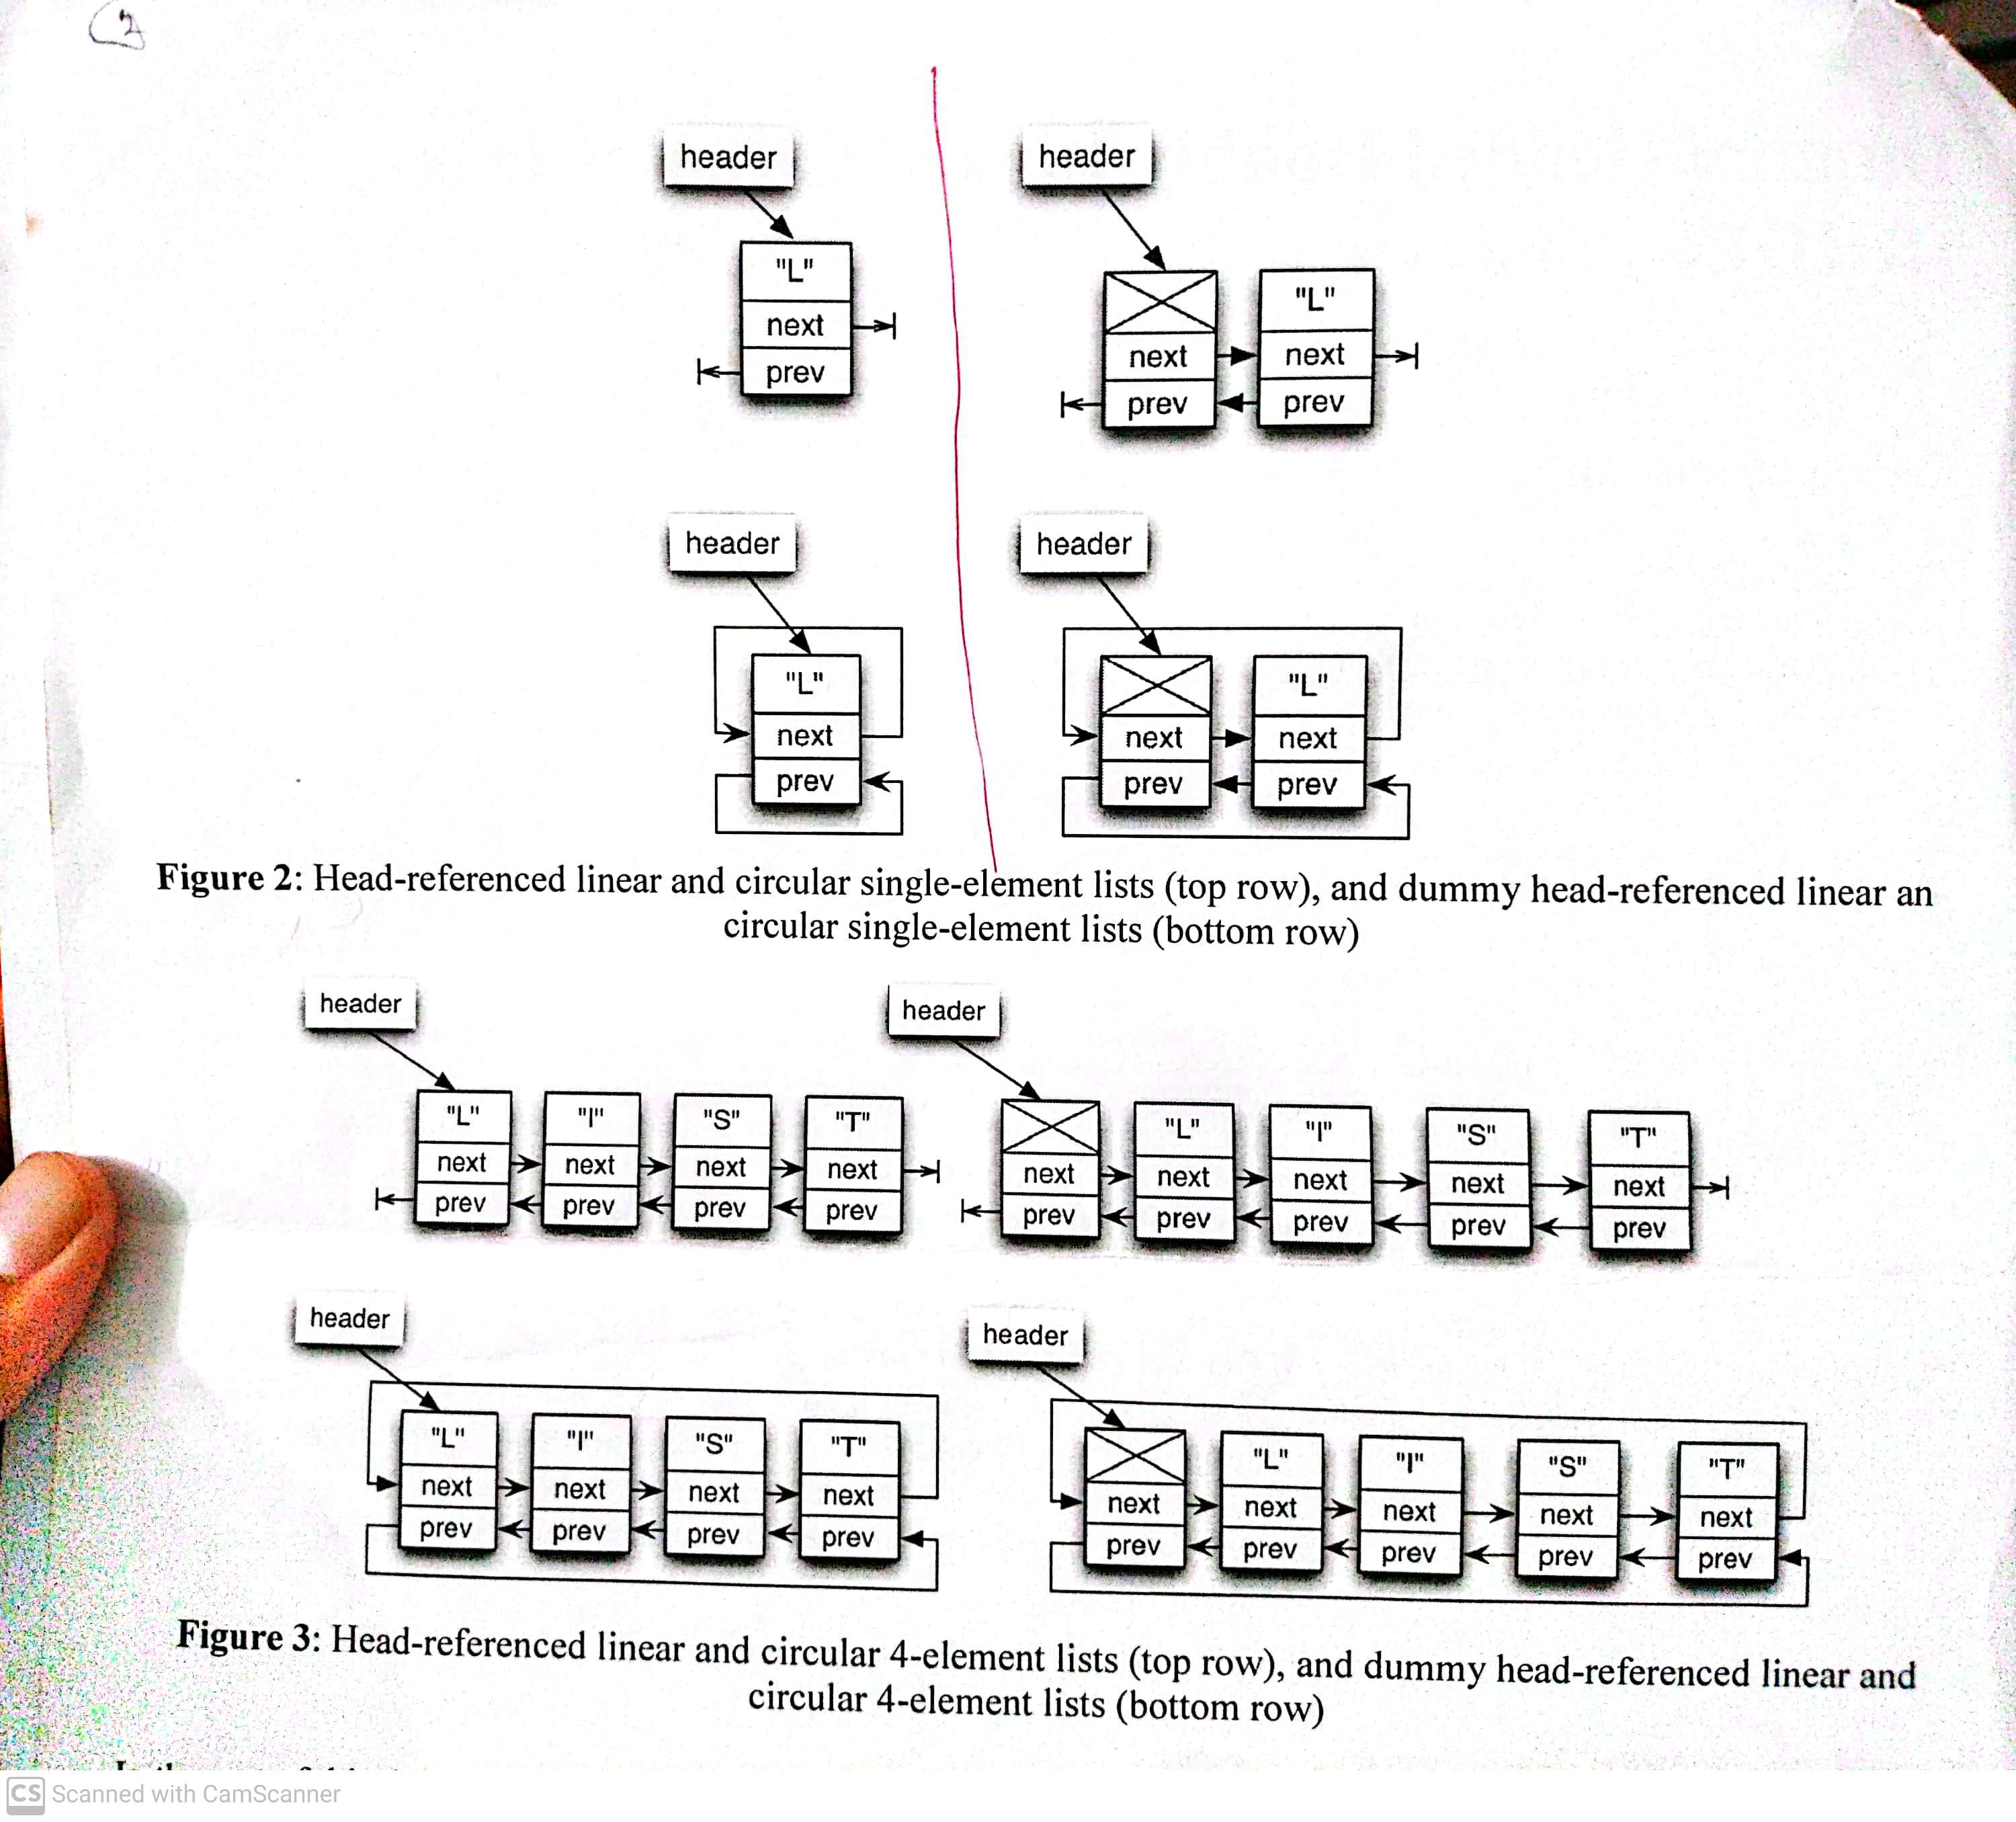 2
header
header
"L"
next
prev
"L"
next
next
prev
prev
header
header
"L"
next
prev
"L"
next
next
prev
prev
Figure 2: Head-referenced linear and circular single-element lists (top row), and dummy head-referenced linear an
circular single-element lists (bottom row)
header
header
"L" "I" "S" "T"
next next next next
prev prev prev prev
"L" "I" "S" "T"
next next next next next
prev prev prev prev prev
header
header
"L" "I" "S" "T"
next next next next
prev prev prev prev
"L" "I" "S" "T"
next next next next next
prev prev prev prev prev
Figure 3: Head-referenced linear and circular 4-element lists (top row), and dummy head-referenced linear and
circular 4-element lists (bottom row)
CS Scanned with CamScanner